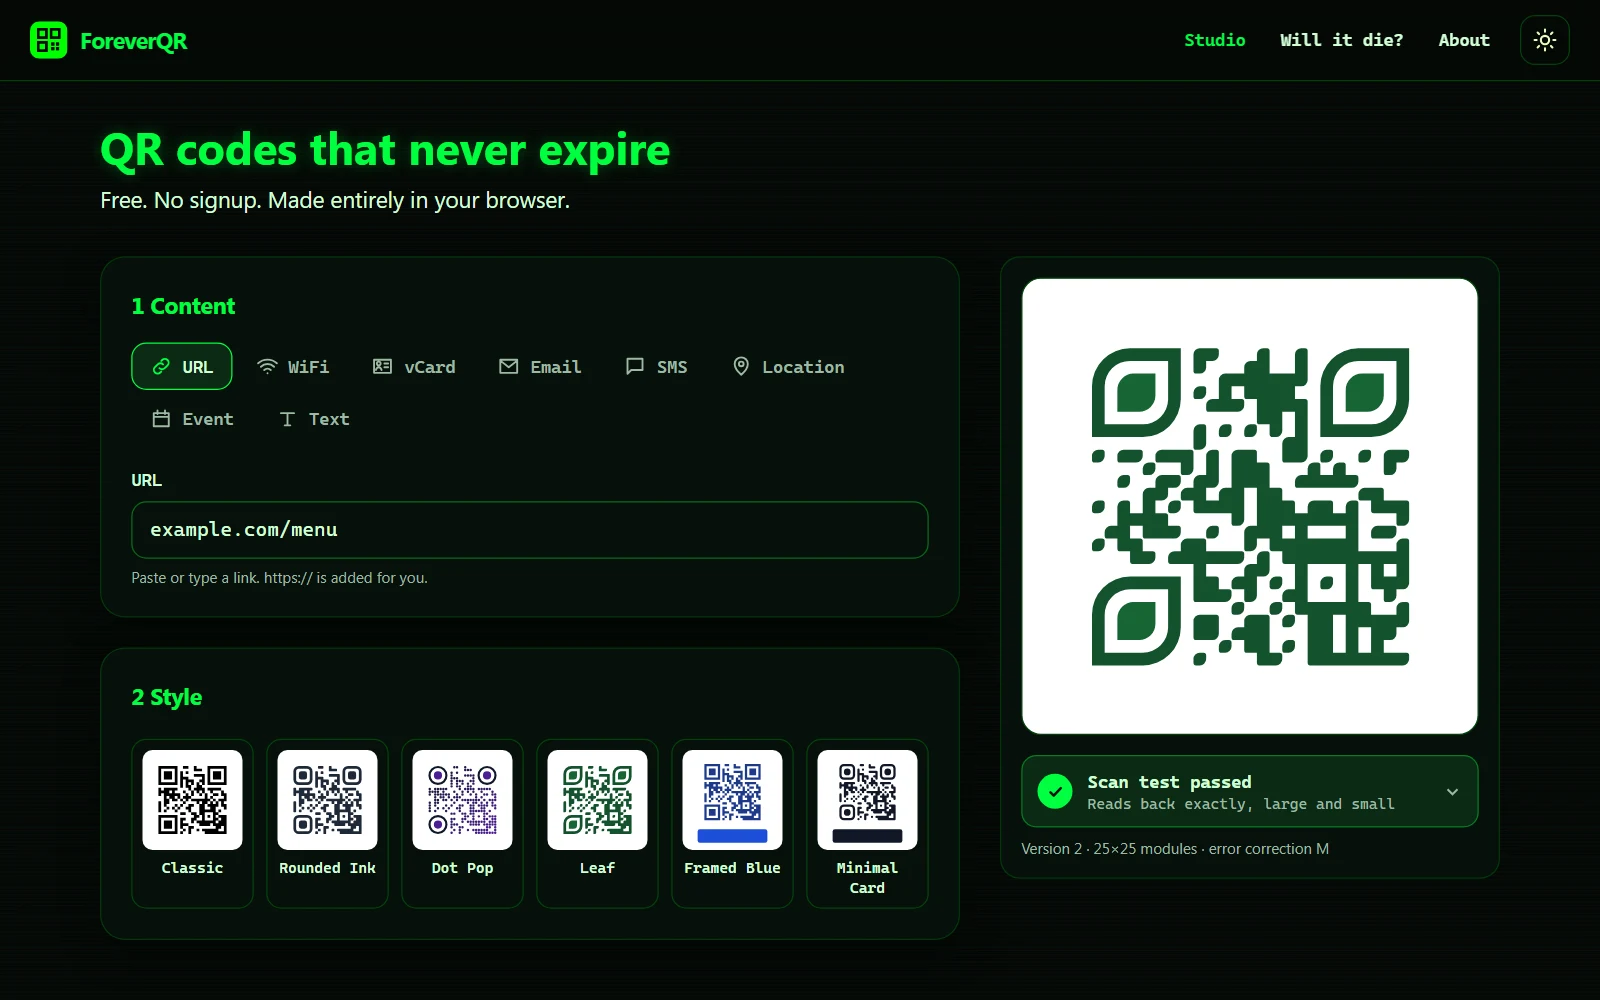 ForeverQR
Studio
Will it die?
About
QR codes that never expire
Free. No signup. Made entirely in your browser.
1 Content
URL
WiFi
vCard
Email
SMS
Location
Event
Text
URL
example.com/menu
Paste or type a link. https:// is added for you.
2 Style
Classic
Rounded Ink
Dot Pop
Leaf
Framed Blue
Minimal
Card
Scan test passed
Reads back exactly, large and small
Version 2 · 25×25 modules · error correction M